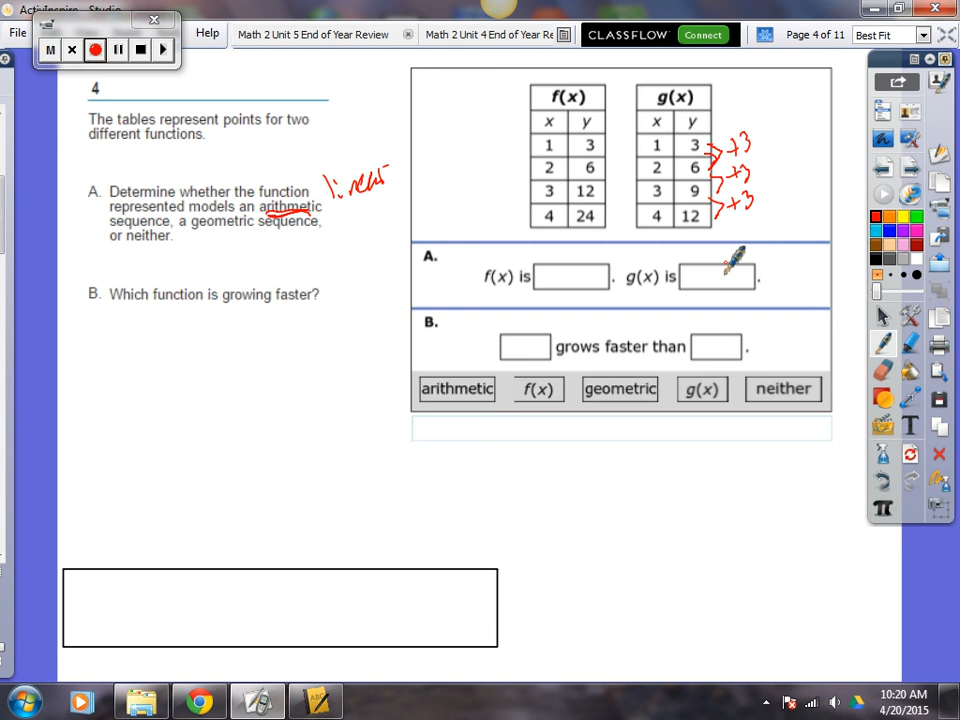 ActivInspire
File
Help
Math 2 Unit 5 End of Year Review
Math 2 Unit 4 End of Year Re
CLASSFLOW
Connect
Page 4 of 11
Best Fit
M
4
The tables represent points for two
different functions.
A. Determine whether the function
represented models an arithmetic
sequence, a geometric sequence,
or neither.
linear
B. Which function is growing faster?
f(x)
x y
1 3
2 6
3 12
4 24
g(x)
x y
1 3
2 6
3 9
4 12
+3
+3
+3
A.
f(x) is . g(x) is .
B.
grows faster than .
arithmetic f(x) geometric g(x) neither
T
π
10:20 AM
4/20/2015